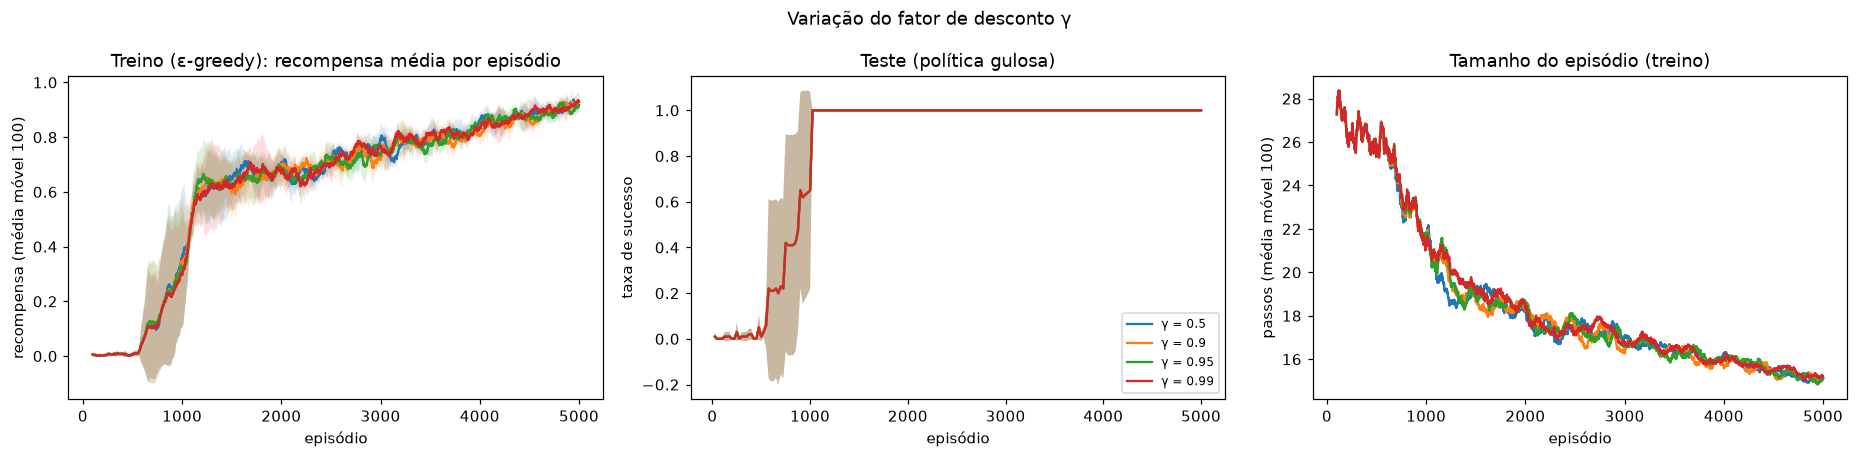 Variação do fator de desconto γ
Treino (ε-greedy): recompensa média por episódio
recompensa (média móvel 100)
1.0
0.8
0.6
0.4
0.2
0.0
0 1000 2000 3000 4000 5000
episódio
Teste (política gulosa)
taxa de sucesso
1.0
0.8
0.6
0.4
0.2
0.0
−0.2
γ = 0.5
γ = 0.9
γ = 0.95
γ = 0.99
0 1000 2000 3000 4000 5000
episódio
Tamanho do episódio (treino)
passos (média móvel 100)
28
26
24
22
20
18
16
0 1000 2000 3000 4000 5000
episódio